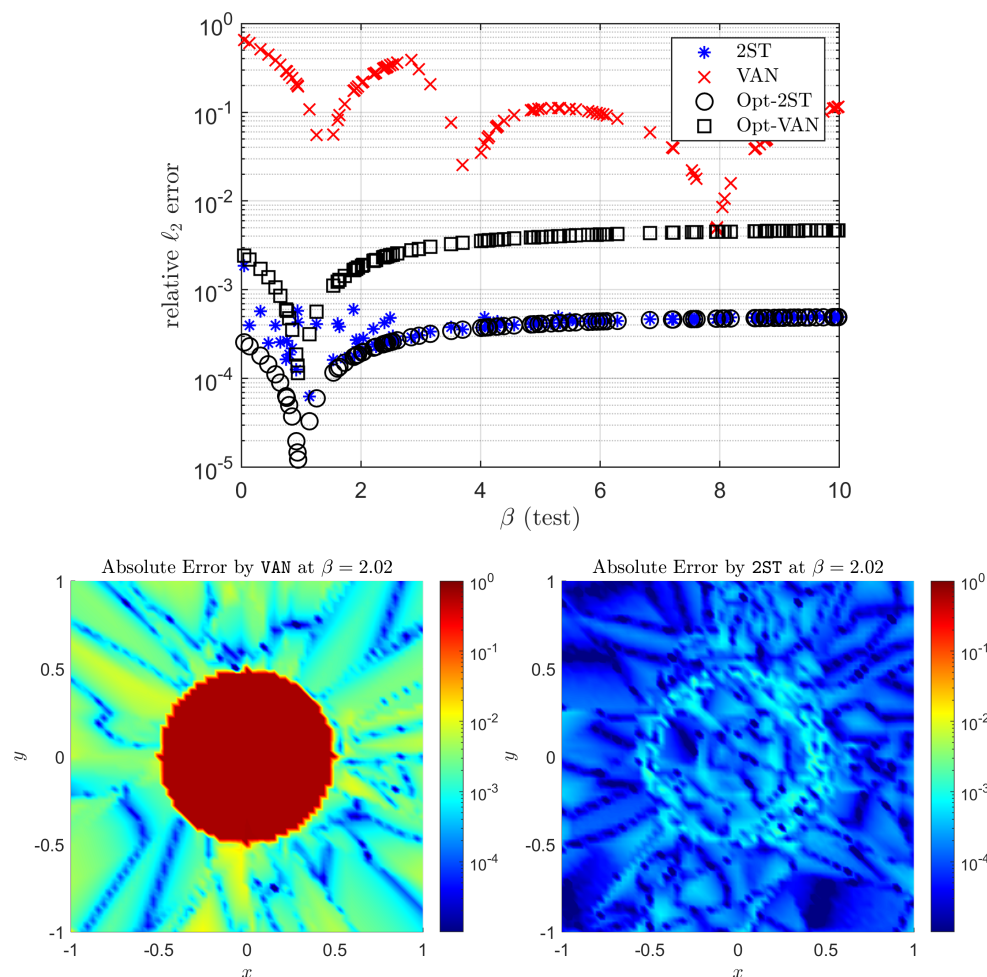 10^0
10^-1
10^-2
10^-3
10^-4
10^-5
relative ℓ₂ error
2ST
VAN
Opt-2ST
Opt-VAN
0 2 4 6 8 10
β (test)
Absolute Error by VAN at β = 2.02
1
0.5
0
-0.5
-1
y
-1 -0.5 0 0.5 1
x
10^0
10^-1
10^-2
10^-3
10^-4
Absolute Error by 2ST at β = 2.02
1
0.5
0
-0.5
-1
y
-1 -0.5 0 0.5 1
x
10^0
10^-1
10^-2
10^-3
10^-4